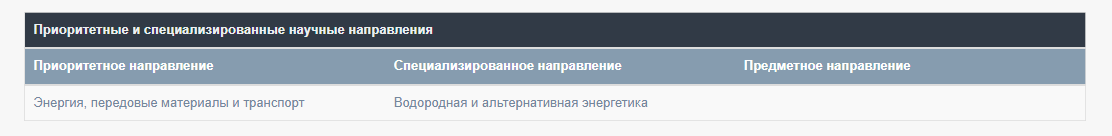 Приоритетные и специализированные научные направления
Приоритетное направление Специализированное направление Предметное направление
Энергия, передовые материалы и транспорт Водородная и альтернативная энергетика